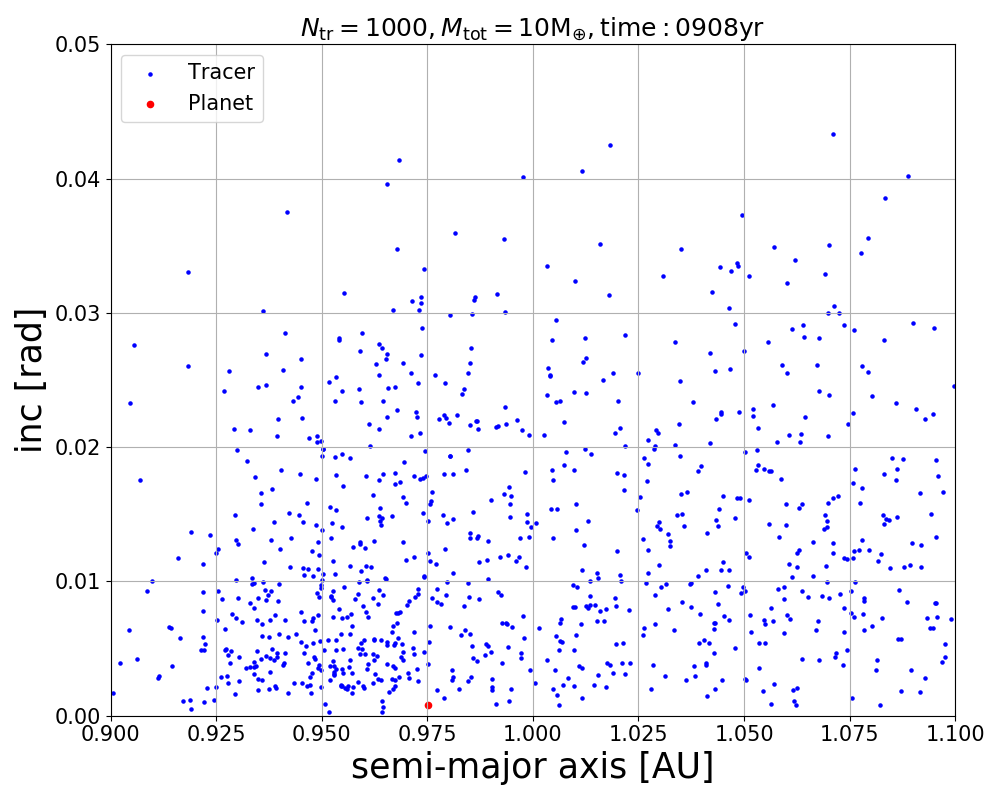 N_tr = 1000, M_tot = 10M_⊕, time : 0908yr
0.05
Tracer
Planet
0.04
0.03
inc [rad]
0.02
0.01
0.00
0.900 0.925 0.950 0.975 1.000 1.025 1.050 1.075 1.100
semi-major axis [AU]